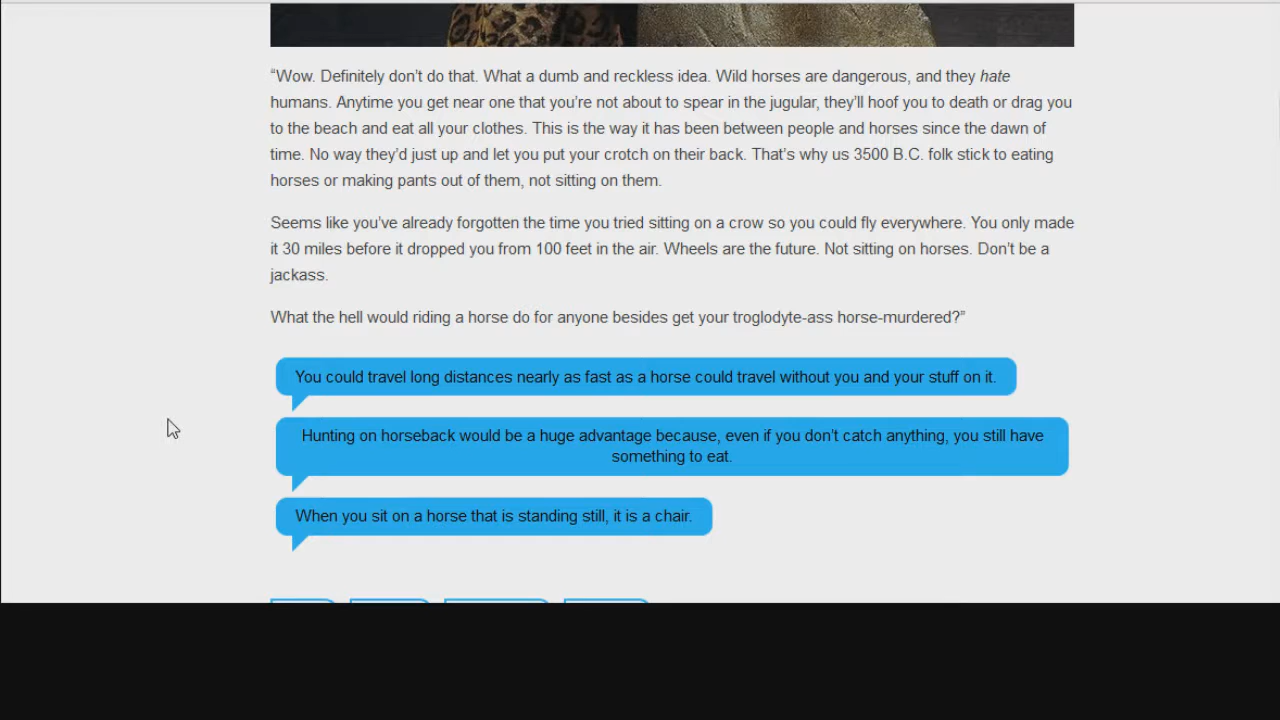 “Wow. Definitely don’t do that. What a dumb and reckless idea. Wild horses are dangerous, and they hate
humans. Anytime you get near one that you’re not about to spear in the jugular, they’ll hoof you to death or drag you
to the beach and eat all your clothes. This is the way it has been between people and horses since the dawn of
time. No way they’d just up and let you put your crotch on their back. That’s why us 3500 B.C. folk stick to eating
horses or making pants out of them, not sitting on them.
Seems like you’ve already forgotten the time you tried sitting on a crow so you could fly everywhere. You only made
it 30 miles before it dropped you from 100 feet in the air. Wheels are the future. Not sitting on horses. Don’t be a
jackass.
What the hell would riding a horse do for anyone besides get your troglodyte-ass horse-murdered?”
You could travel long distances nearly as fast as a horse could travel without you and your stuff on it.
Hunting on horseback would be a huge advantage because, even if you don’t catch anything, you still have
something to eat.
When you sit on a horse that is standing still, it is a chair.